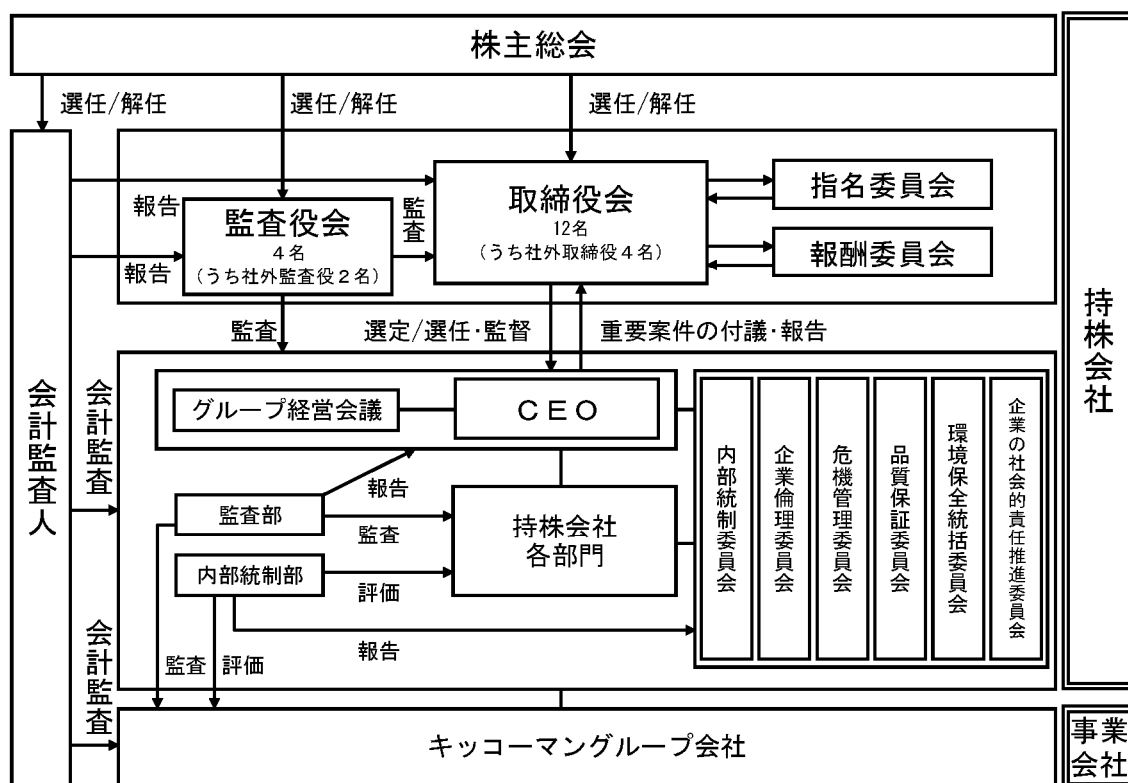 株主総会
選任/解任
選任/解任
選任/解任
報告
報告
監査役会
4名
(うち社外監査役2名)
監査
取締役会
12名
(うち社外取締役4名)
指名委員会
報酬委員会
持株会社
監査
選定/選任・監督
重要案件の付議・報告
会計監査人
会計監査
グループ経営会議
CEO
内部統制委員会
企業倫理委員会
危機管理委員会
品質保証委員会
環境保全統括委員会
企業の社会的責任推進委員会
報告
監査部
監査
持株会社
各部門
内部統制部
評価
報告
会計監査
監査
評価
キッコーマングループ会社
事業
会社